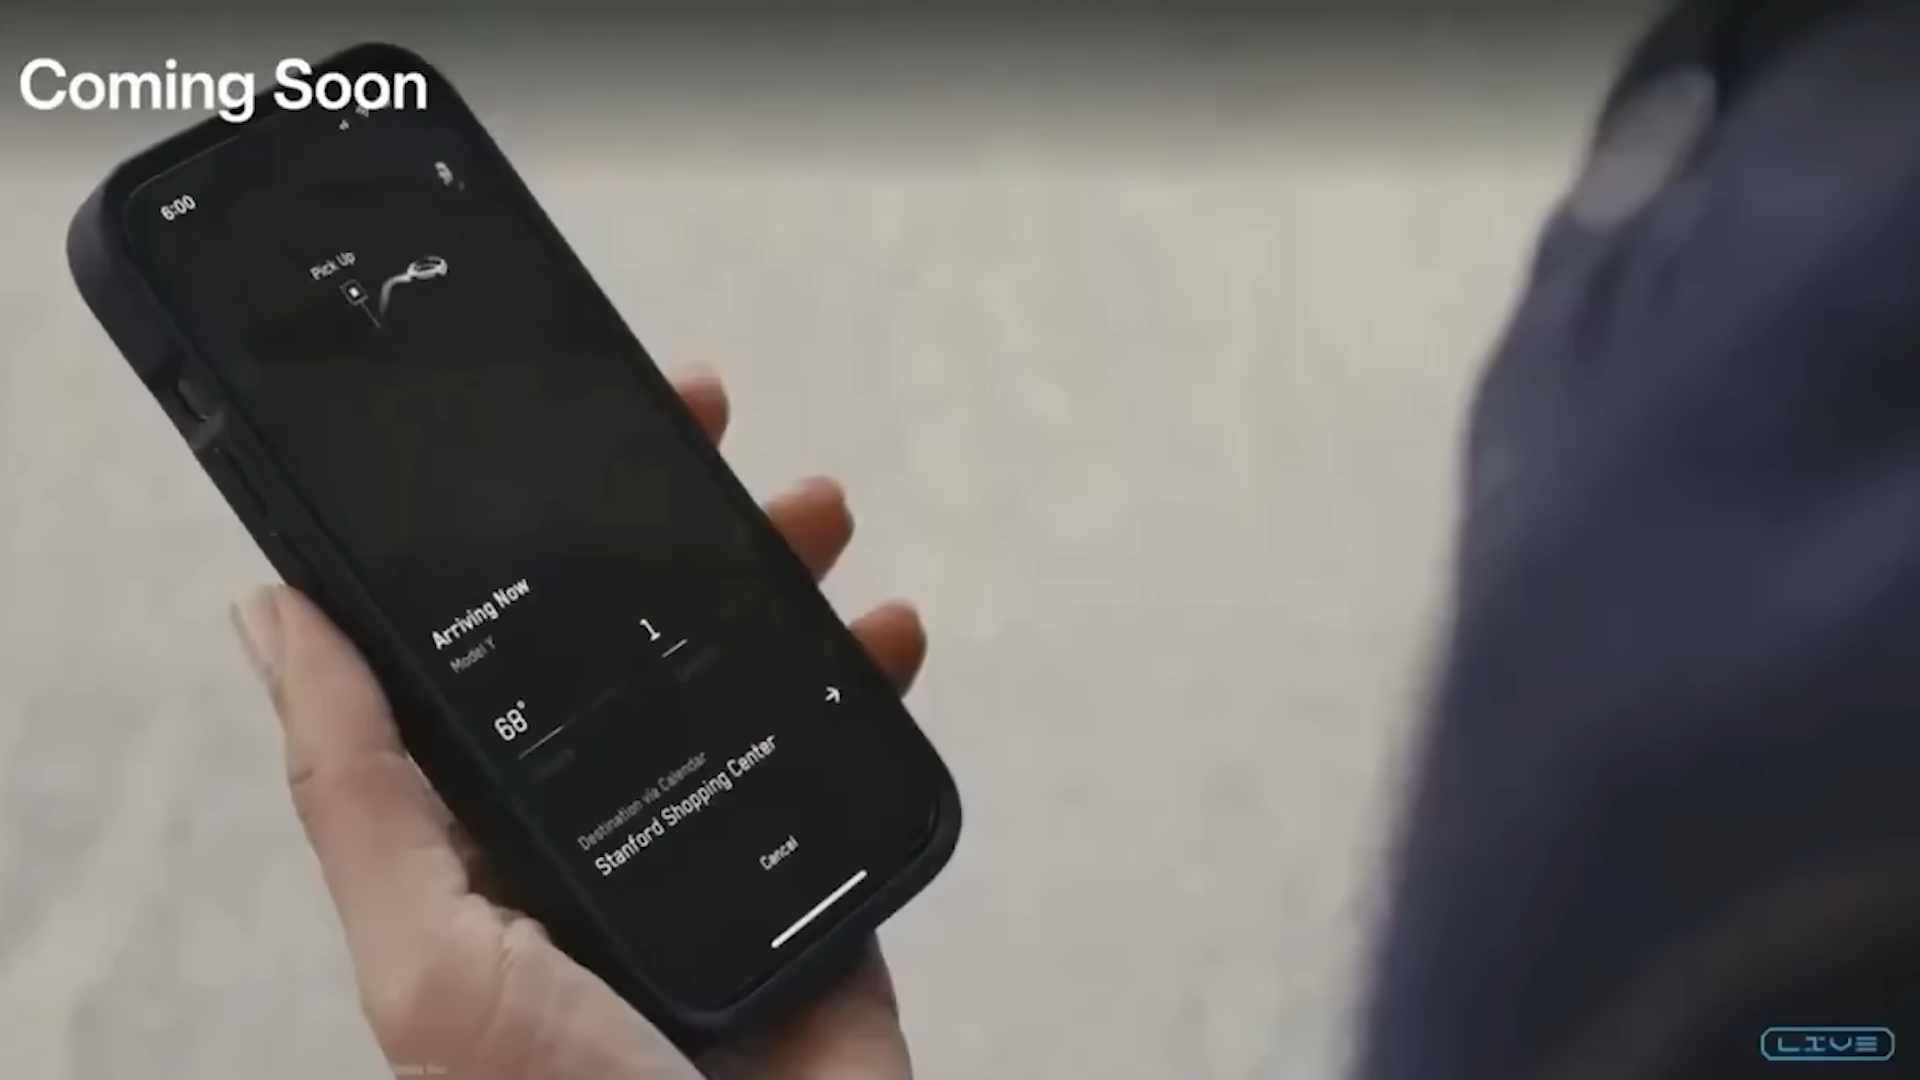 Coming Soon
6:00
Pick Up
Arriving Now
Model Y
1
68°
Destination via Calendar
Stanford Shopping Center
Cancel
LIVE